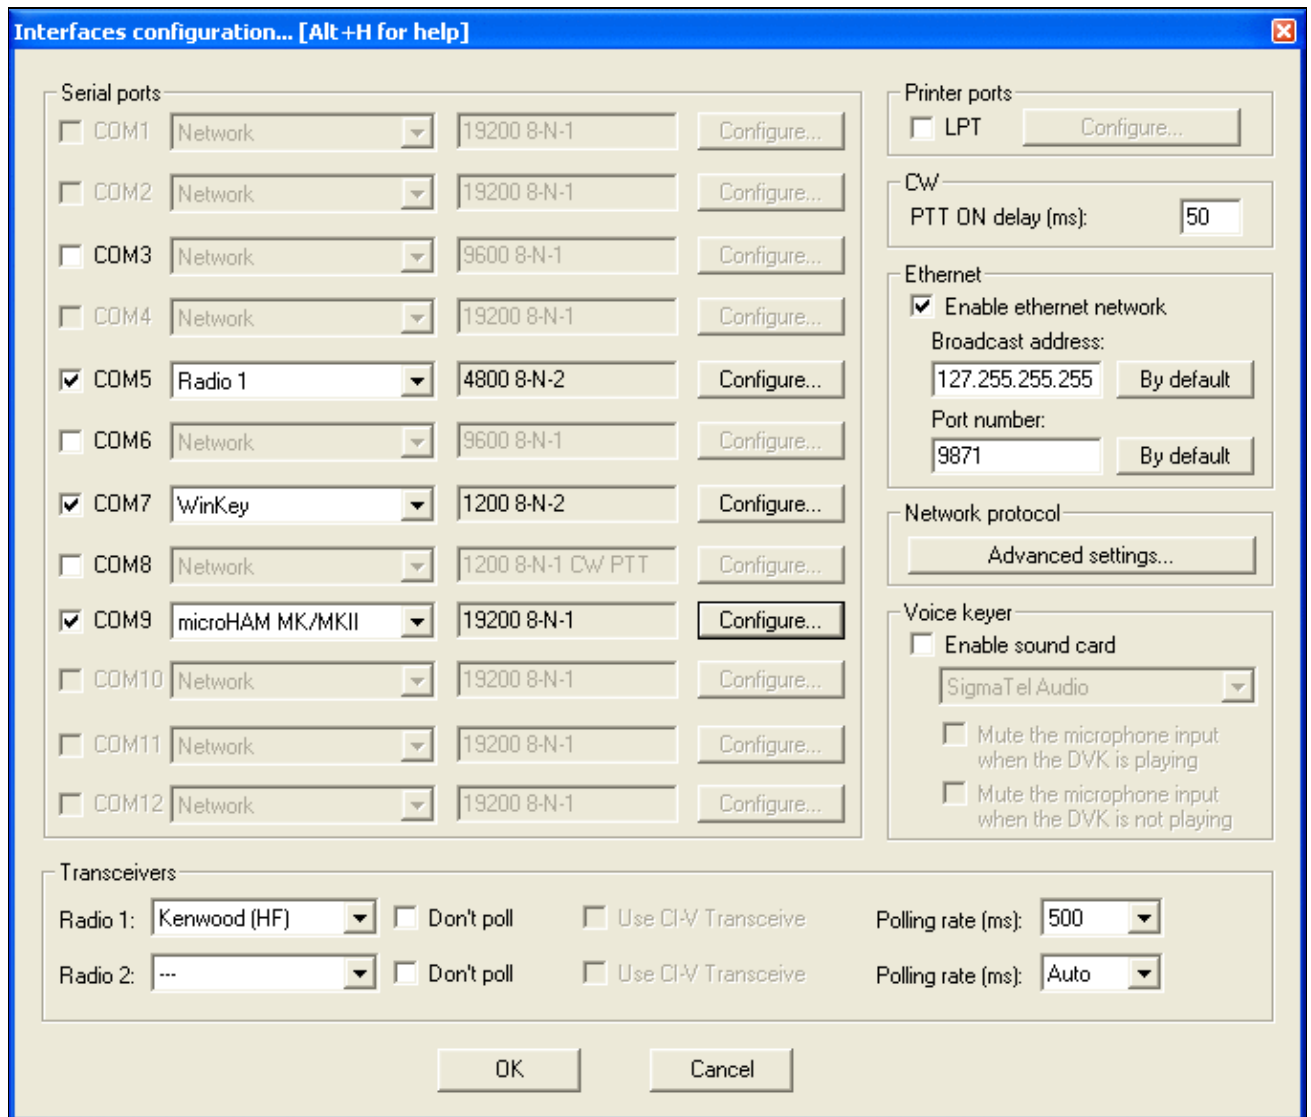 Interfaces configuration... [Alt+H for help]
Serial ports
COM1 Network 19200 8-N-1 Configure...
COM2 Network 19200 8-N-1 Configure...
COM3 Network 9600 8-N-1 Configure...
COM4 Network 19200 8-N-1 Configure...
COM5 Radio 1 4800 8-N-2 Configure...
COM6 Network 9600 8-N-1 Configure...
COM7 WinKey 1200 8-N-2 Configure...
COM8 Network 1200 8-N-1 CW PTT Configure...
COM9 microHAM MK/MKII 19200 8-N-1 Configure...
COM10 Network 19200 8-N-1 Configure...
COM11 Network 19200 8-N-1 Configure...
COM12 Network 19200 8-N-1 Configure...
Printer ports
LPT Configure...
CW
PTT ON delay (ms): 50
Ethernet
Enable ethernet network
Broadcast address:
127.255.255.255 By default
Port number:
9871 By default
Network protocol
Advanced settings...
Voice keyer
Enable sound card
SigmaTel Audio
Mute the microphone input
when the DVK is playing
Mute the microphone input
when the DVK is not playing
Transceivers
Radio 1: Kenwood (HF) Don't poll Use CI-V Transceive Polling rate (ms): 500
Radio 2: --- Don't poll Use CI-V Transceive Polling rate (ms): Auto
OK Cancel